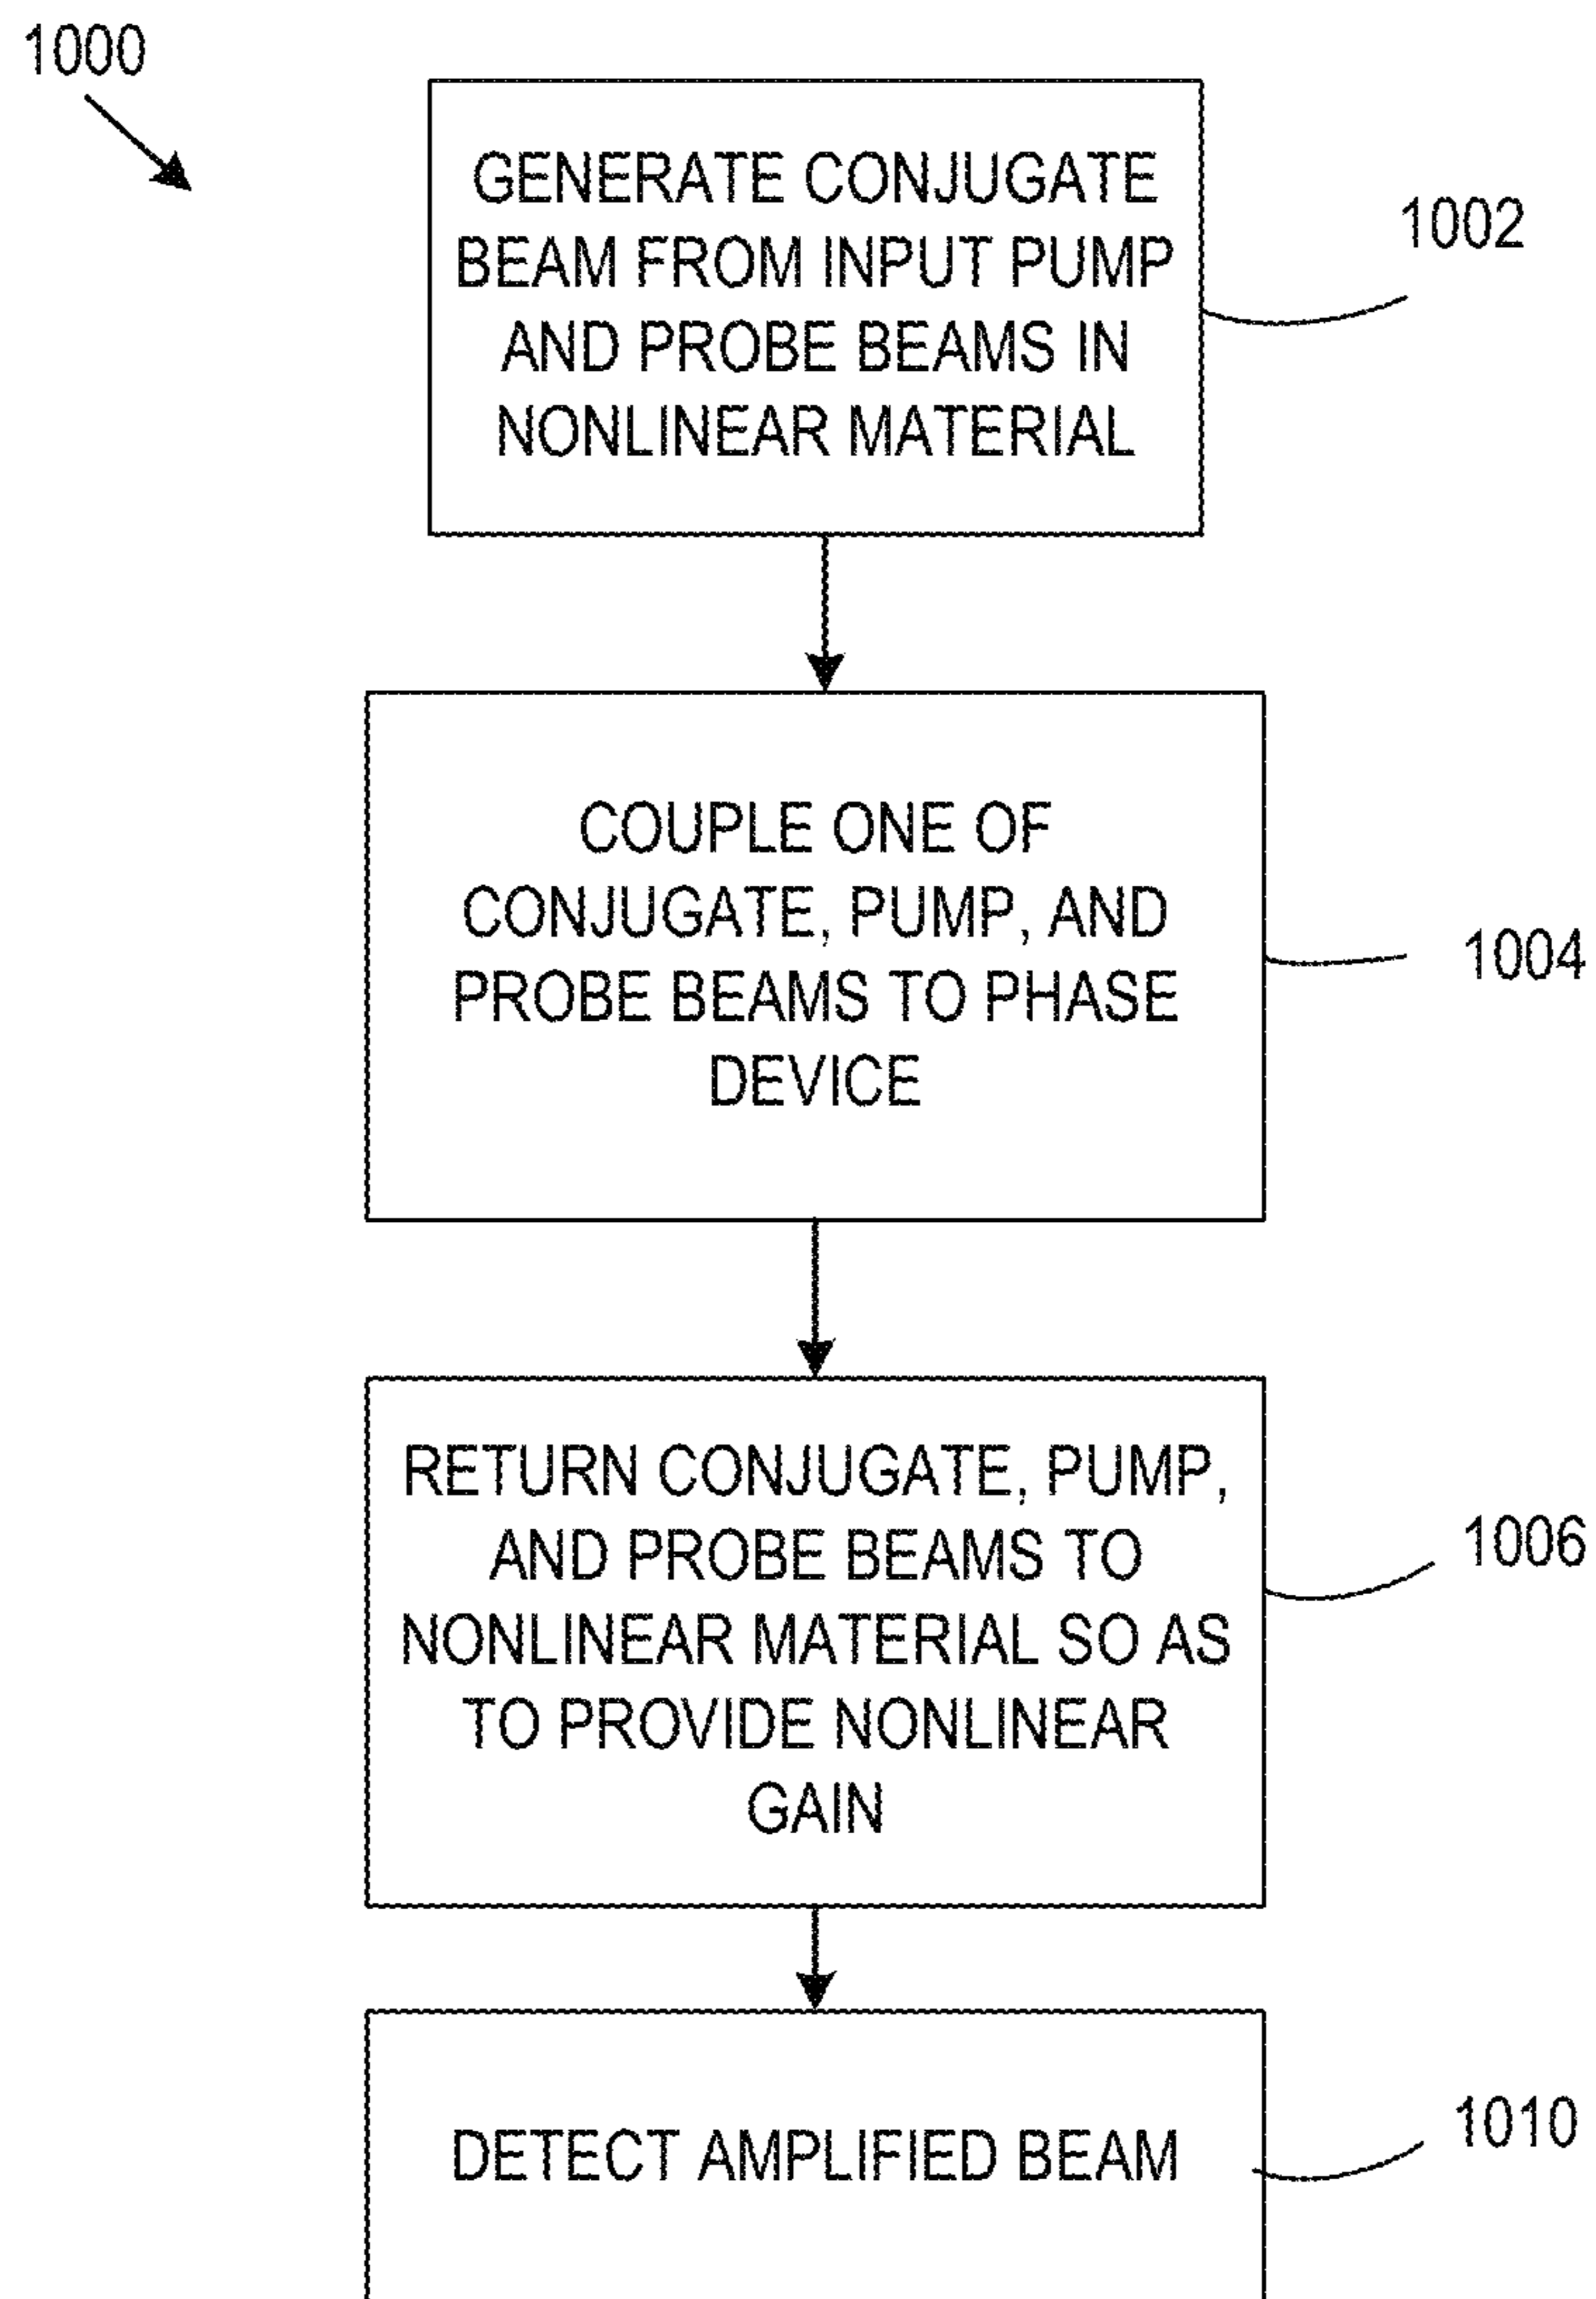 1000
GENERATE CONJUGATE
BEAM FROM INPUT PUMP
AND PROBE BEAMS IN
NONLINEAR MATERIAL
1002
COUPLE ONE OF
CONJUGATE, PUMP, AND
PROBE BEAMS TO PHASE
DEVICE
1004
RETURN CONJUGATE, PUMP,
AND PROBE BEAMS TO
NONLINEAR MATERIAL SO AS
TO PROVIDE NONLINEAR
GAIN
1006
DETECT AMPLIFIED BEAM
1010